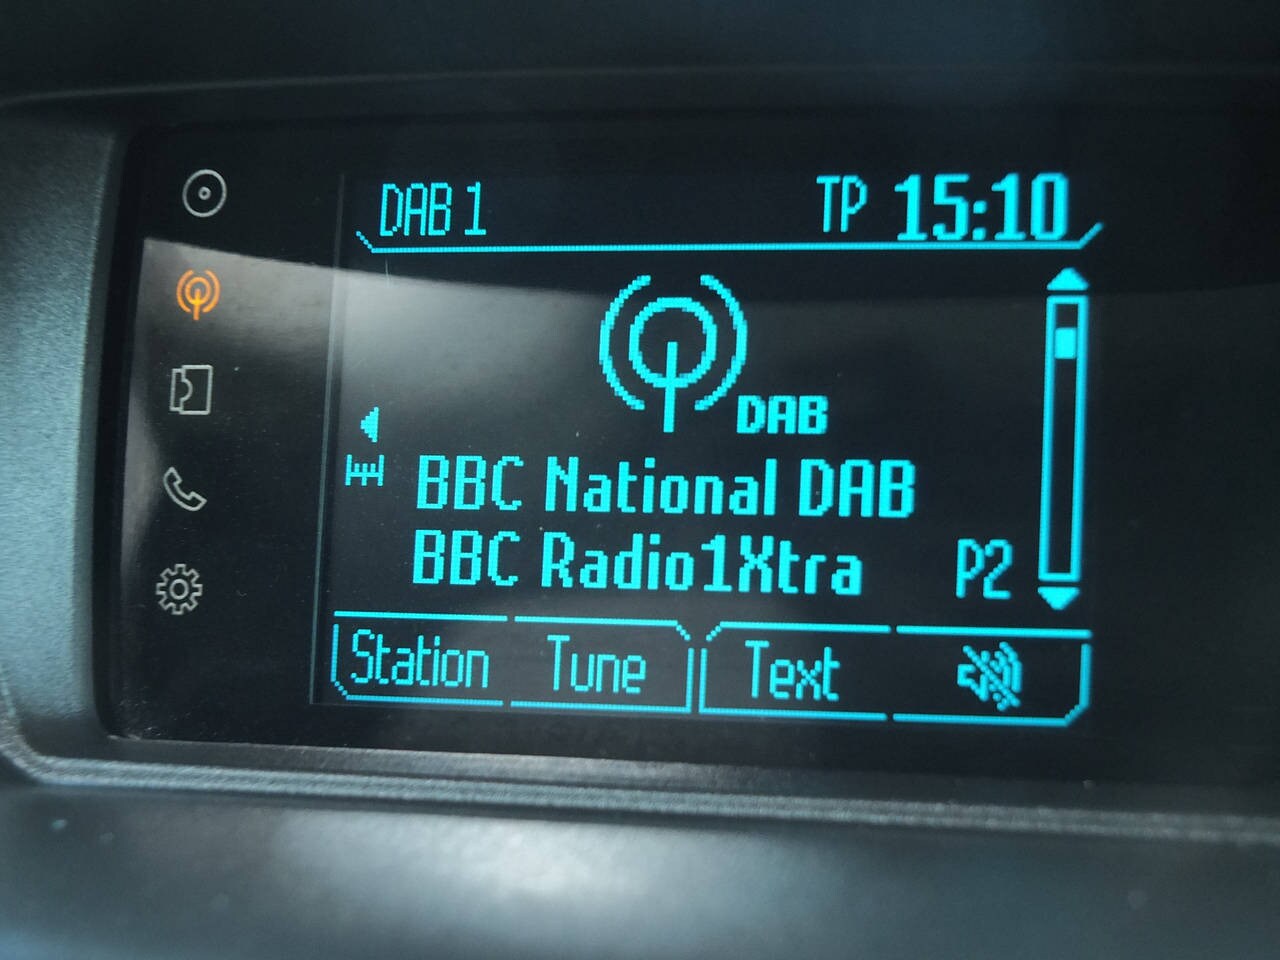 DAB 1 TP 15:10
DAB
BBC National DAB
BBC Radio1Xtra P2
Station Tune Text